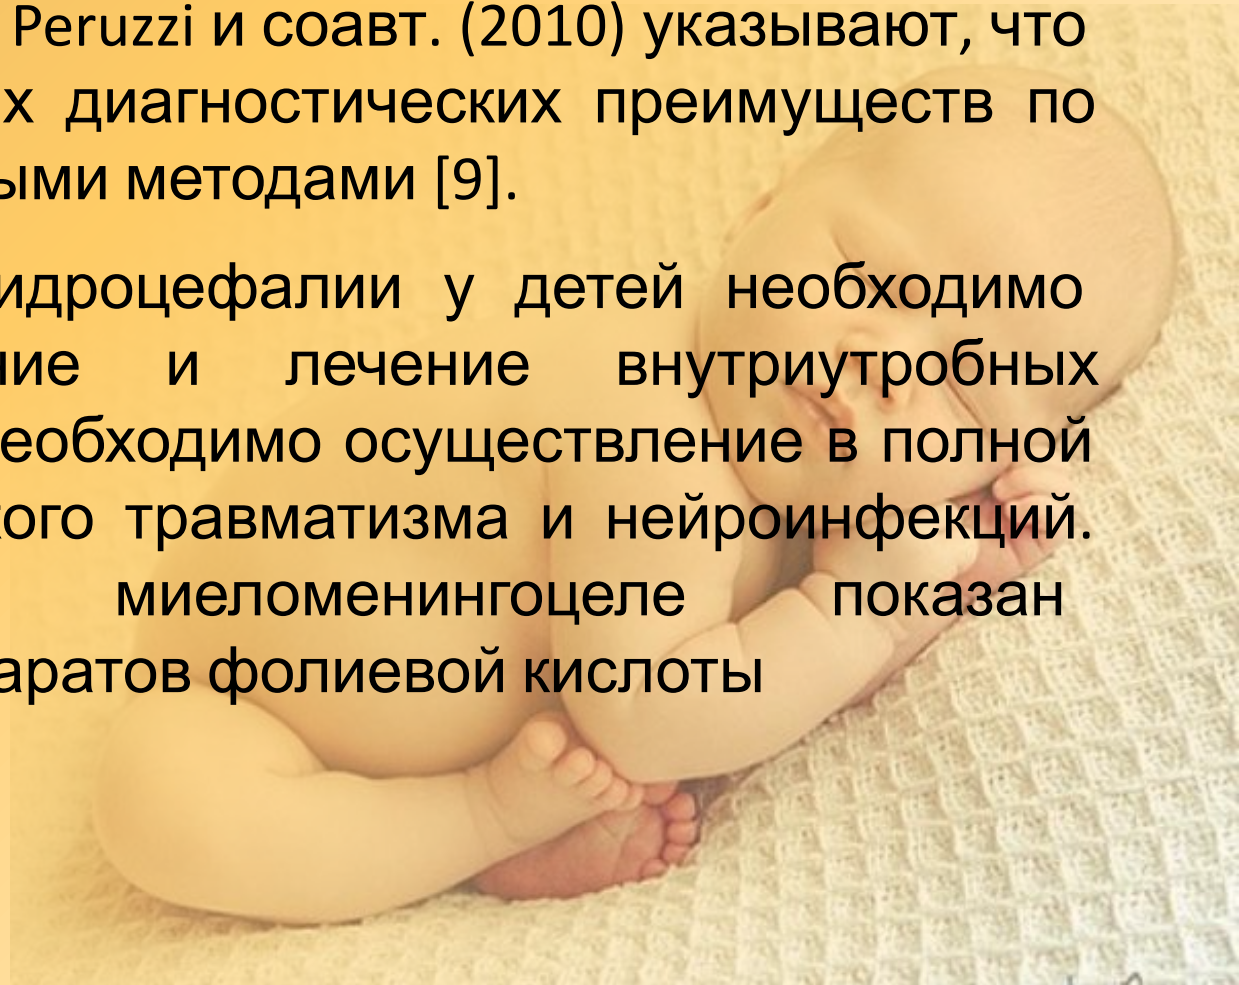 Peruzzi и соавт. (2010) указывают, что
х диагностических преимуществ по
ыми методами [9].
идроцефалии у детей необходимо
ние и лечение внутриутробных
еобходимо осуществление в полной
кого травматизма и нейроинфекций.
миеломенингоцеле показан
аратов фолиевой кислоты